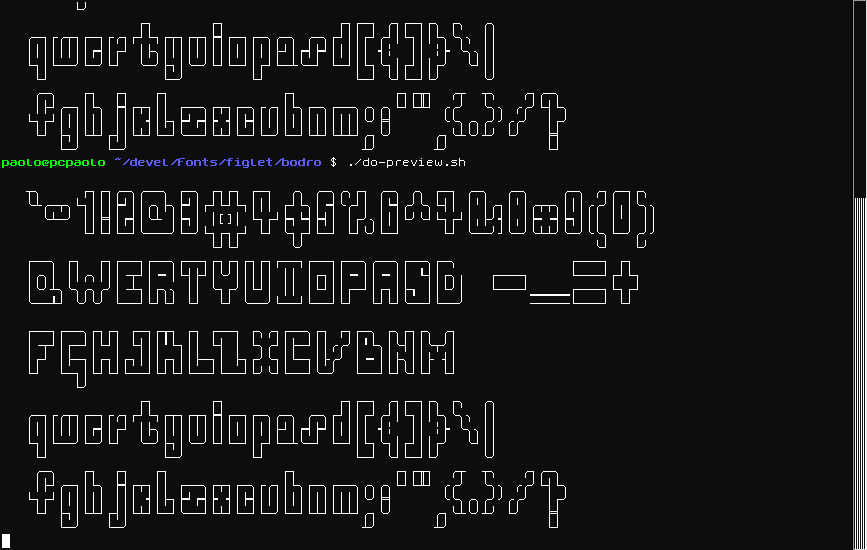 qwertyuiopasd[{]}\|
fghjklzxcvbnm;:'",<.>/?
paolo@pcpaolo ~/devel/fonts/figlet/bodro $ ./do-preview.sh
`~1!2@3#4$5%6^7&8*9(0)
QWERTYUIOPASD -_=+
FGHJKLZXCVBNM
qwertyuiopasd[{]}\|
fghjklzxcvbnm;:'",<.>/?